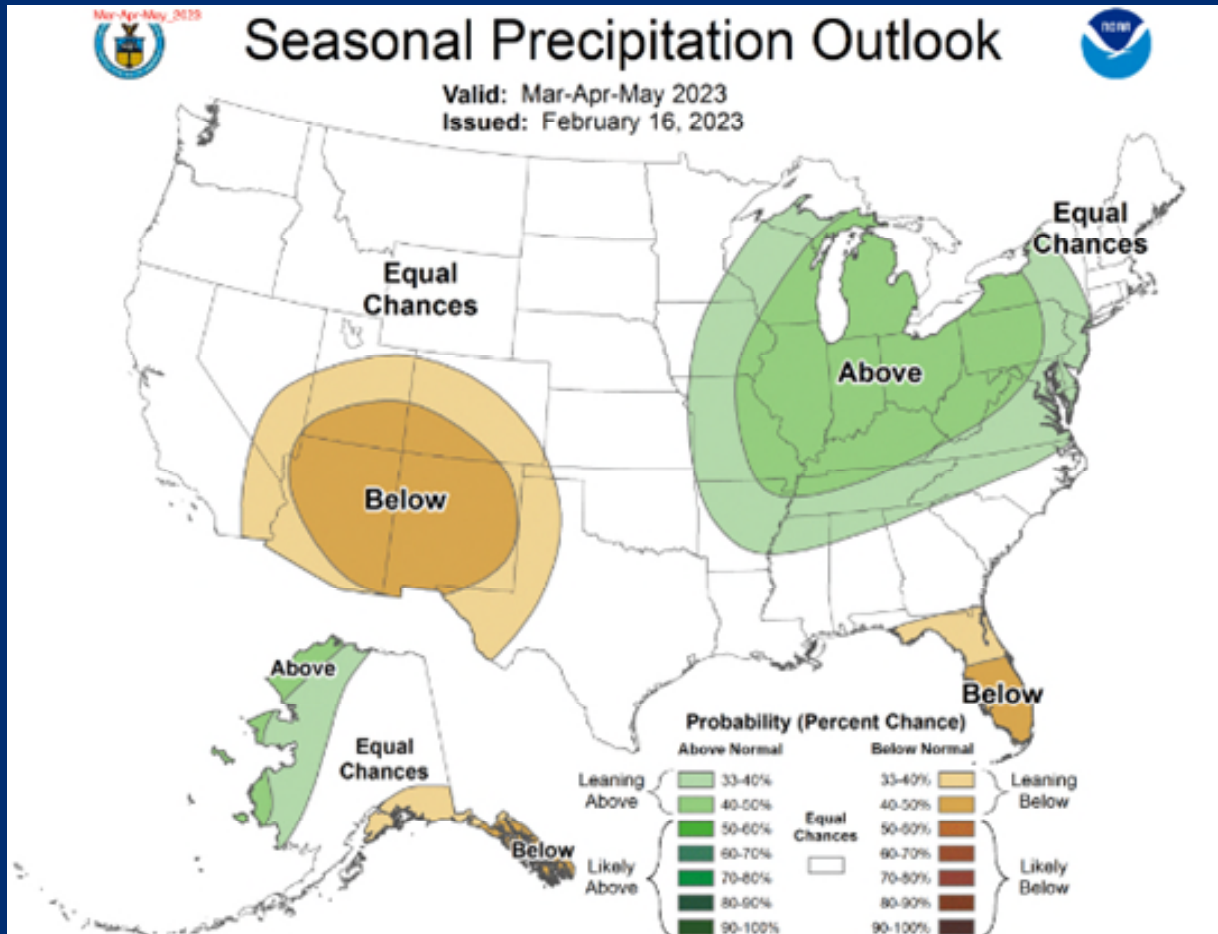 Mar-Apr-May_2023
Seasonal Precipitation Outlook
noaa
Valid: Mar-Apr-May 2023
Issued: February 16, 2023
Equal
Chances
Equal
Chances
Above
Below
Above
Equal
Chances
Below
Below
Probability (Percent Chance)
Above Normal
Below Normal
Leaning
Above
33-40%
40-50%
Likely
Above
50-60%
60-70%
70-80%
80-90%
90-100%
Equal
Chances
33-40%
40-50%
Leaning
Below
50-60%
60-70%
70-80%
80-90%
90-100%
Likely
Below